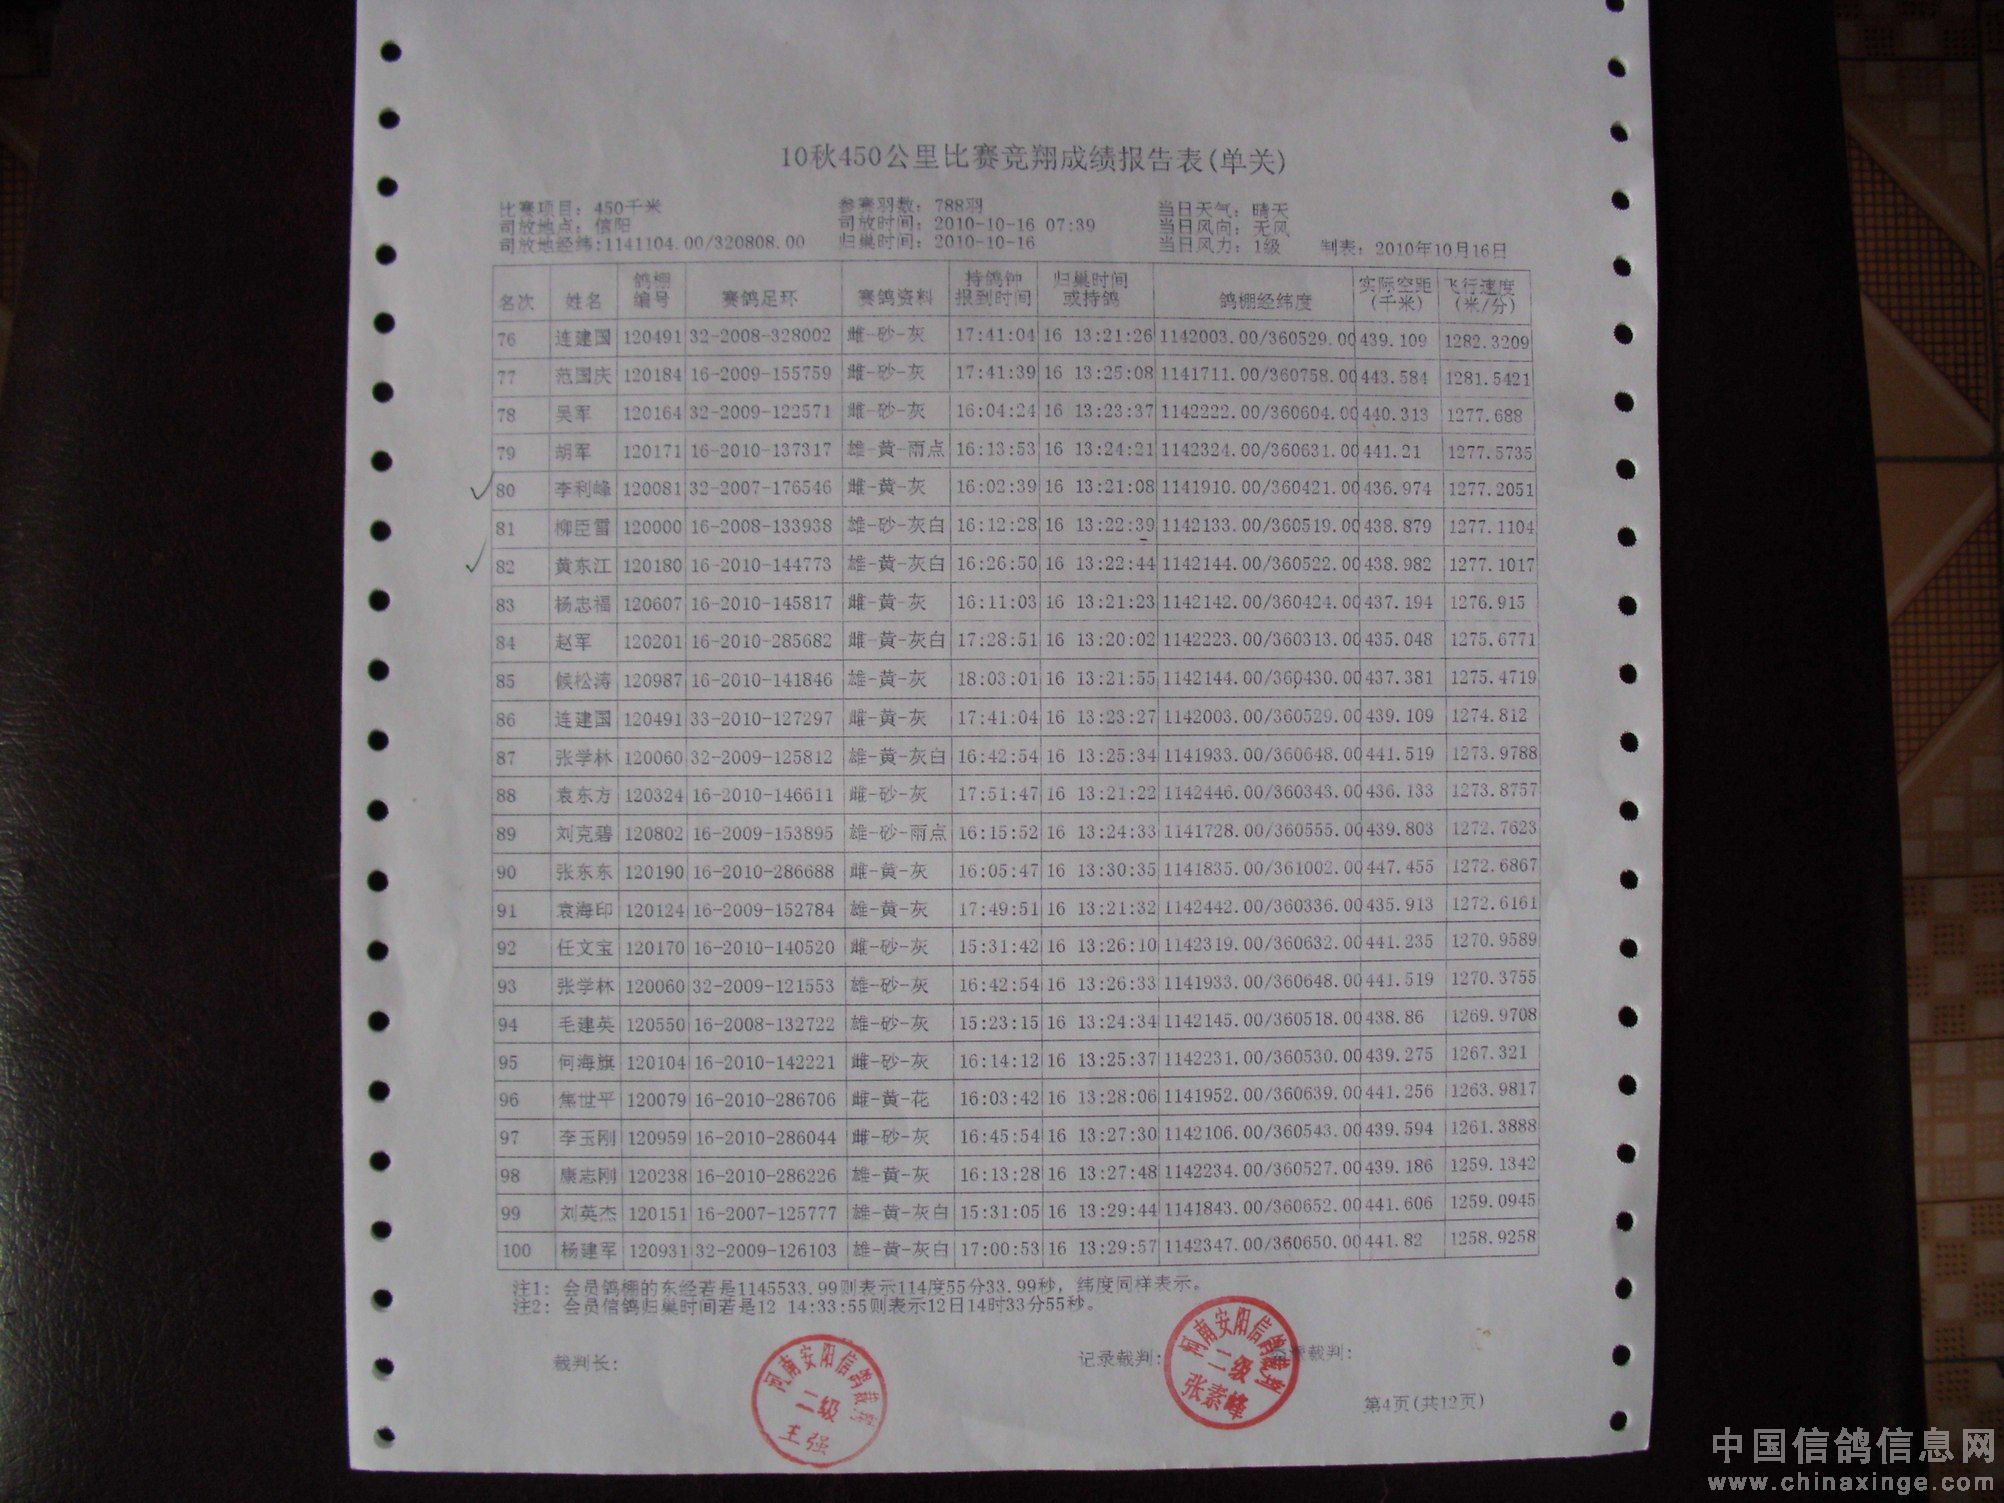 10秋450公里比赛竞翔成绩报告表(单关)
比赛项目: 450千米 参赛羽数: 788羽 当日天气: 晴天
司放地点: 信阳 司放时间: 2010-10-16 07:39 当日风向: 无风
司放地经纬:1141104.00/320808.00 归巢时间: 2010-10-16 当日风力: 1级 制表: 2010年10月16日
名次 姓名 鸽棚编号 赛鸽足环 赛鸽资料 持鸽钟报到时间 归巢时间或持鸽 鸽棚经纬度 实际空距(千米) 飞行速度(米/分)
76 连建国 120491 32-2008-328002 雌-砂-灰 17:41:04 16 13:21:26 1142003.00/360529.00 439.109 1282.3209
77 范国庆 120184 16-2009-155759 雌-砂-灰 17:41:39 16 13:25:08 1141711.00/360758.00 443.584 1281.5421
78 吴军 120164 32-2009-122571 雌-砂-灰 16:04:24 16 13:23:37 1142222.00/360604.00 440.313 1277.688
79 胡军 120171 16-2010-137317 雄-黄-雨点 16:13:53 16 13:24:21 1142324.00/360631.00 441.21 1277.5735
80 李利峰 120081 32-2007-176546 雌-黄-灰 16:02:39 16 13:21:08 1141910.00/360421.00 436.974 1277.2051
81 柳臣雷 120000 16-2008-133938 雄-砂-灰白 16:12:28 16 13:22:39 1142133.00/360519.00 438.879 1277.1104
82 黄东江 120180 16-2010-144773 雄-黄-灰白 16:26:50 16 13:22:44 1142144.00/360522.00 438.982 1277.1017
83 杨志福 120607 16-2010-145817 雌-黄-灰 16:11:03 16 13:21:23 1142142.00/360424.00 437.194 1276.915
84 赵军 120201 16-2010-285682 雌-黄-灰白 17:28:51 16 13:20:02 1142223.00/360313.00 435.048 1275.6771
85 候松涛 120987 16-2010-141846 雄-黄-灰 18:03:01 16 13:21:55 1142144.00/360430.00 437.381 1275.4719
86 连建国 120491 33-2010-127297 雌-黄-灰 17:41:04 16 13:23:27 1142003.00/360529.00 439.109 1274.812
87 张学林 120060 32-2009-125812 雄-黄-灰白 16:42:54 16 13:25:34 1141933.00/360648.00 441.519 1273.9788
88 袁东方 120324 16-2010-146611 雌-砂-灰 17:51:47 16 13:21:22 1142446.00/360343.00 436.133 1273.8757
89 刘克碧 120802 16-2009-153895 雄-砂-雨点 16:15:52 16 13:24:33 1141728.00/360555.00 439.803 1272.7623
90 张东东 120190 16-2010-286688 雌-黄-灰 16:05:47 16 13:30:35 1141835.00/361002.00 447.455 1272.6867
91 袁海印 120124 16-2009-152784 雄-黄-灰 17:49:51 16 13:21:32 1142442.00/360336.00 435.913 1272.6161
92 任文宝 120170 16-2010-140520 雌-砂-灰 15:31:42 16 13:26:10 1142319.00/360632.00 441.235 1270.9589
93 张学林 120060 32-2009-121553 雄-砂-灰 16:42:54 16 13:26:33 1141933.00/360648.00 441.519 1270.3755
94 毛建英 120550 16-2008-132722 雄-砂-灰 15:23:15 16 13:24:34 1142145.00/360518.00 438.86 1269.9708
95 何海旗 120104 16-2010-142221 雌-砂-灰 16:14:12 16 13:25:37 1142231.00/360530.00 439.275 1267.321
96 焦世平 120079 16-2010-286706 雌-黄-花 16:03:42 16 13:28:06 1141952.00/360639.00 441.256 1263.9817
97 李玉刚 120959 16-2010-286044 雌-砂-灰 16:45:54 16 13:27:30 1142106.00/360543.00 439.594 1261.3888
98 康志刚 120238 16-2010-286226 雄-黄-灰 16:13:28 16 13:27:48 1142234.00/360527.00 439.186 1259.1342
99 刘英杰 120151 16-2007-125777 雄-黄-灰白 15:31:05 16 13:29:44 1141843.00/360652.00 441.606 1259.0945
100 杨建军 120931 32-2009-126103 雄-黄-灰白 17:00:53 16 13:29:57 1142347.00/360650.00 441.82 1258.9258
注1: 会员鸽棚的东经若是1145533.99则表示114度55分33.99秒, 纬度同样表示。
注2: 会员信鸽归巢时间若是12 14:33:55则表示12日14时33分55秒。
裁判长: 记录裁判: 裁判:
河南安阳信鸽裁判
二级
王强
河南安阳信鸽裁判
二级
张素峰
第4页(共12页)
中国信鸽信息网
www.chinaxinge.com